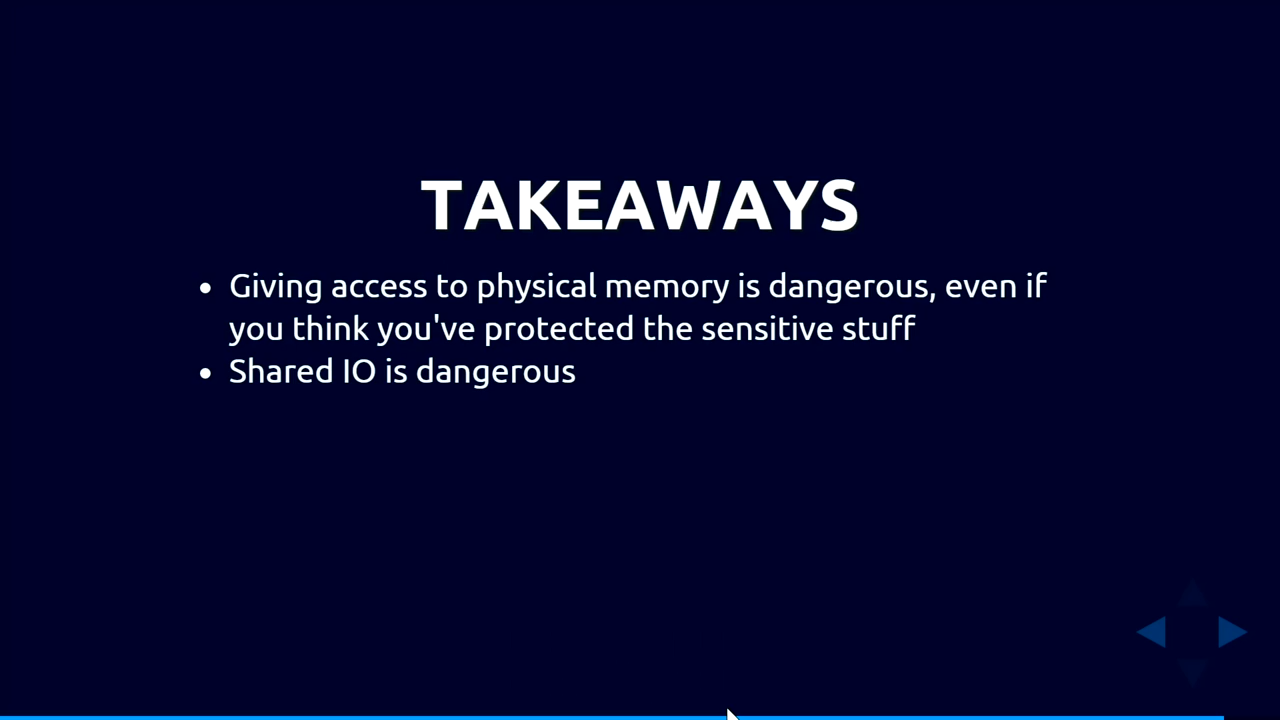 TAKEAWAYS
• Giving access to physical memory is dangerous, even if
you think you've protected the sensitive stuff
• Shared IO is dangerous